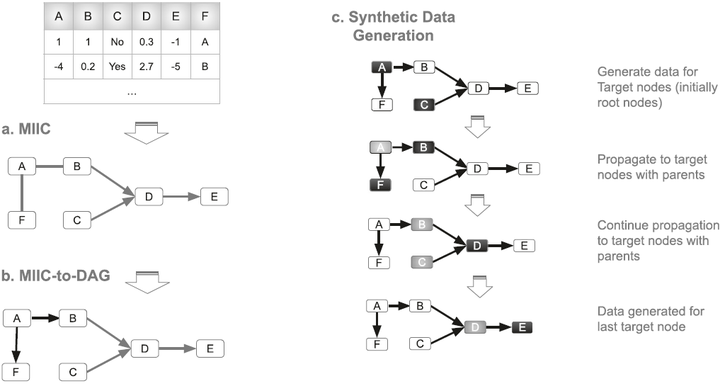 A B C D E F
1 1 No 0.3 -1 A
-4 0.2 Yes 2.7 -5 B
...
a. MIIC
A B
D E
F C
b. MIIC-to-DAG
A B
D E
F C
c. Synthetic Data
Generation
A B
D E
F C
Generate data for
Target nodes (initially
root nodes)
A B
D E
F C
Propagate to target
nodes with parents
A B
D E
F C
Continue propagation
to target nodes with
parents
A B
D E
F C
Data generated for
last target node